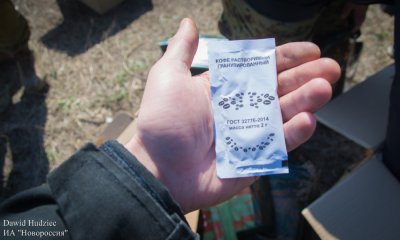 КОФЕ РАСТВОРИМЫЙ
ГРАНУЛИРОВАННЫЙ
ГОСТ 32776-2014
масса нетто 2 г
Dawid Hudziec
ИА "Новороссия"